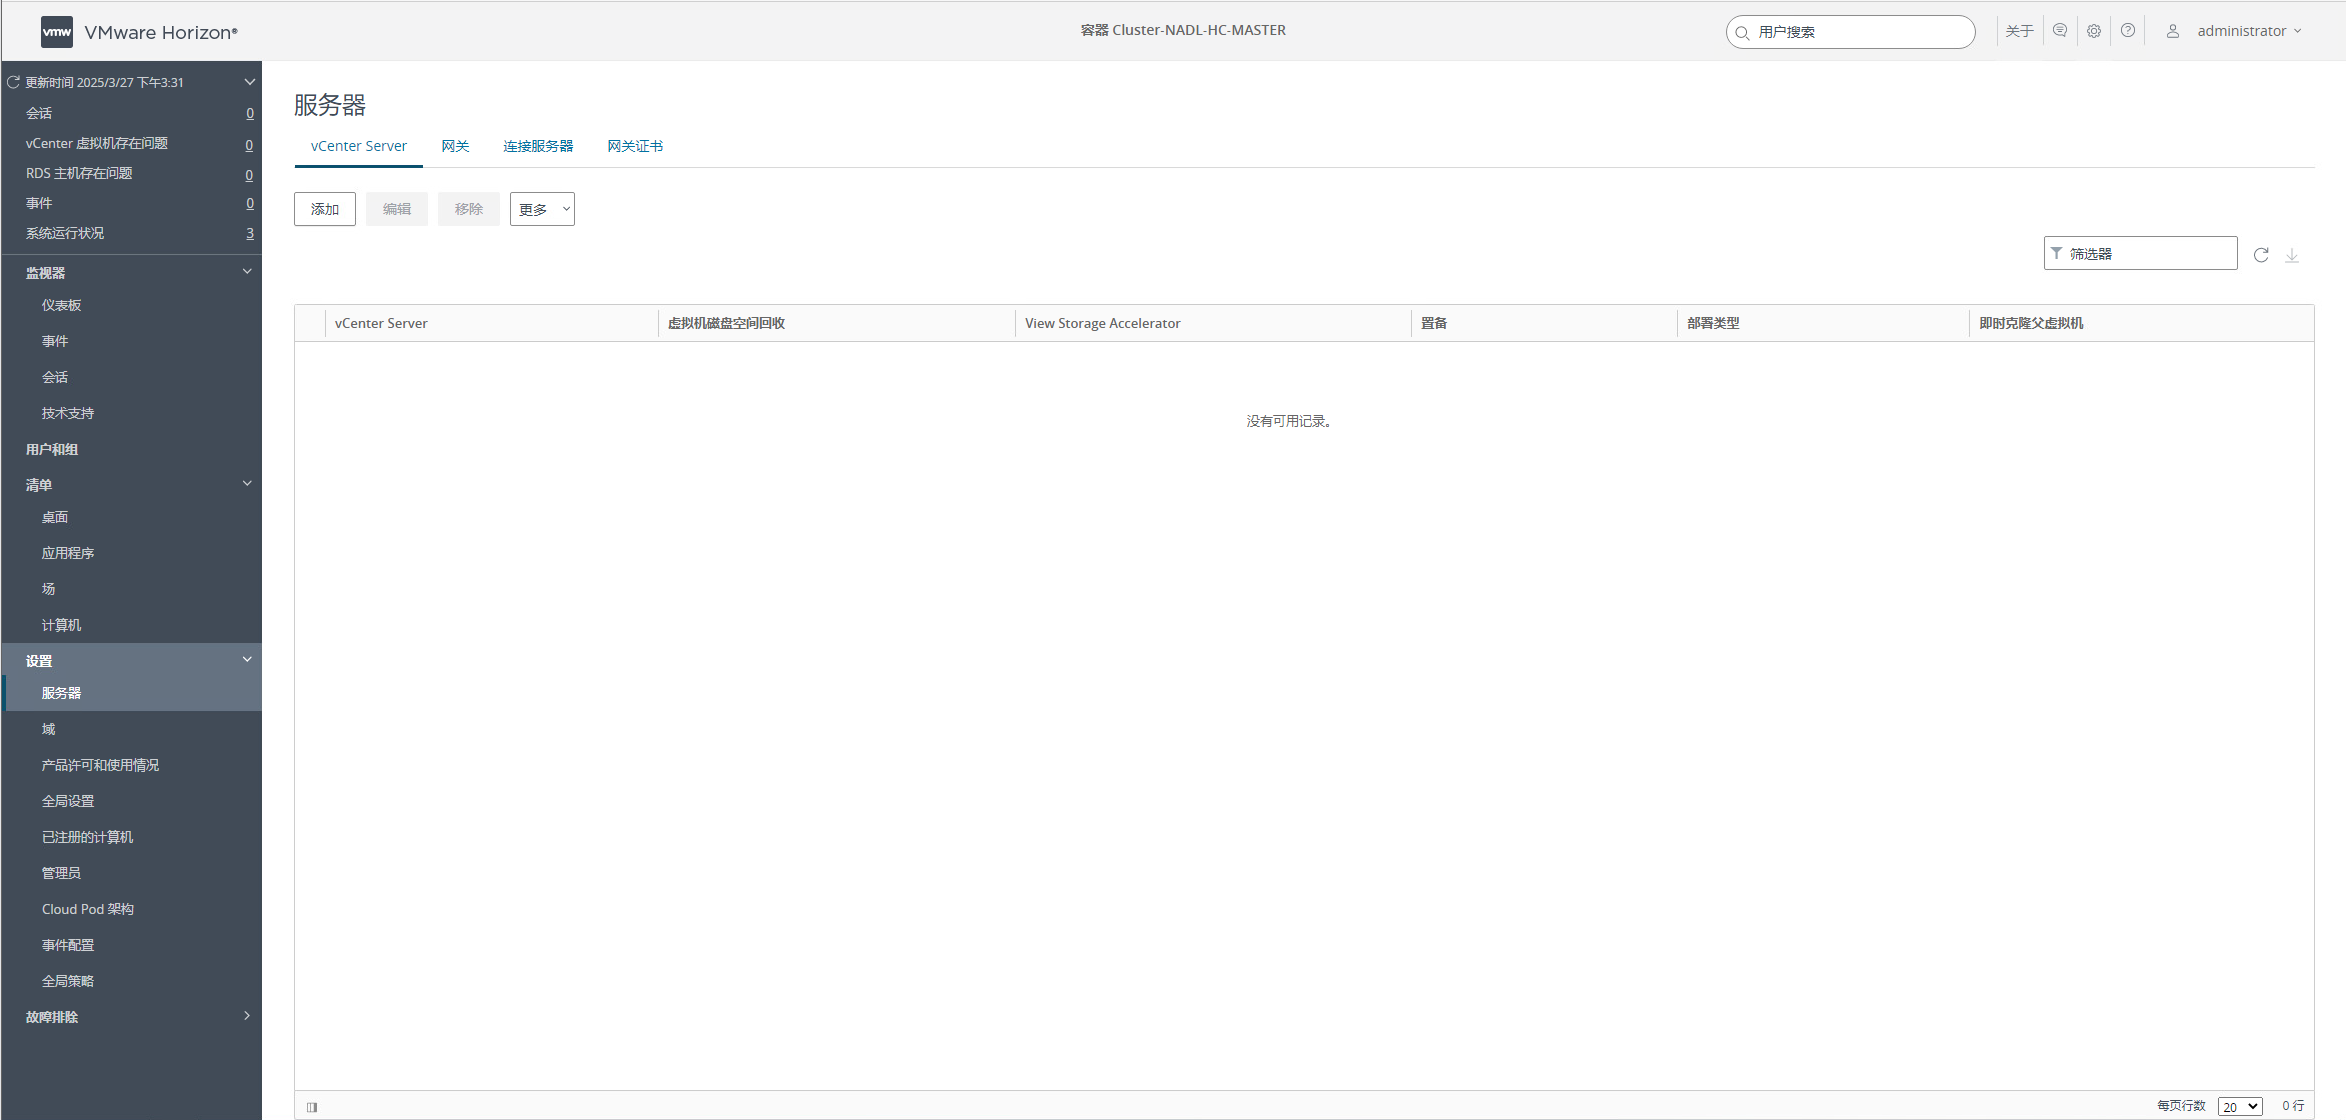 vmw VMware Horizon®
容器 Cluster-NADL-HC-MASTER
用户搜索
关于
administrator
更新时间 2025/3/27 下午3:31
会话 0
vCenter 虚拟机存在问题 0
RDS 主机存在问题 0
事件 0
系统运行状况 3
监视器
仪表板
事件
会话
技术支持
用户和组
清单
桌面
应用程序
场
计算机
设置
服务器
域
产品许可和使用情况
全局设置
已注册的计算机
管理员
Cloud Pod 架构
事件配置
全局策略
故障排除
服务器
vCenter Server 网关 连接服务器 网关证书
添加 编辑 移除 更多
筛选器
vCenter Server 虚拟机磁盘空间回收 View Storage Accelerator 置备 部署类型 即时克隆父虚拟机
没有可用记录。
每页行数 20 0 行